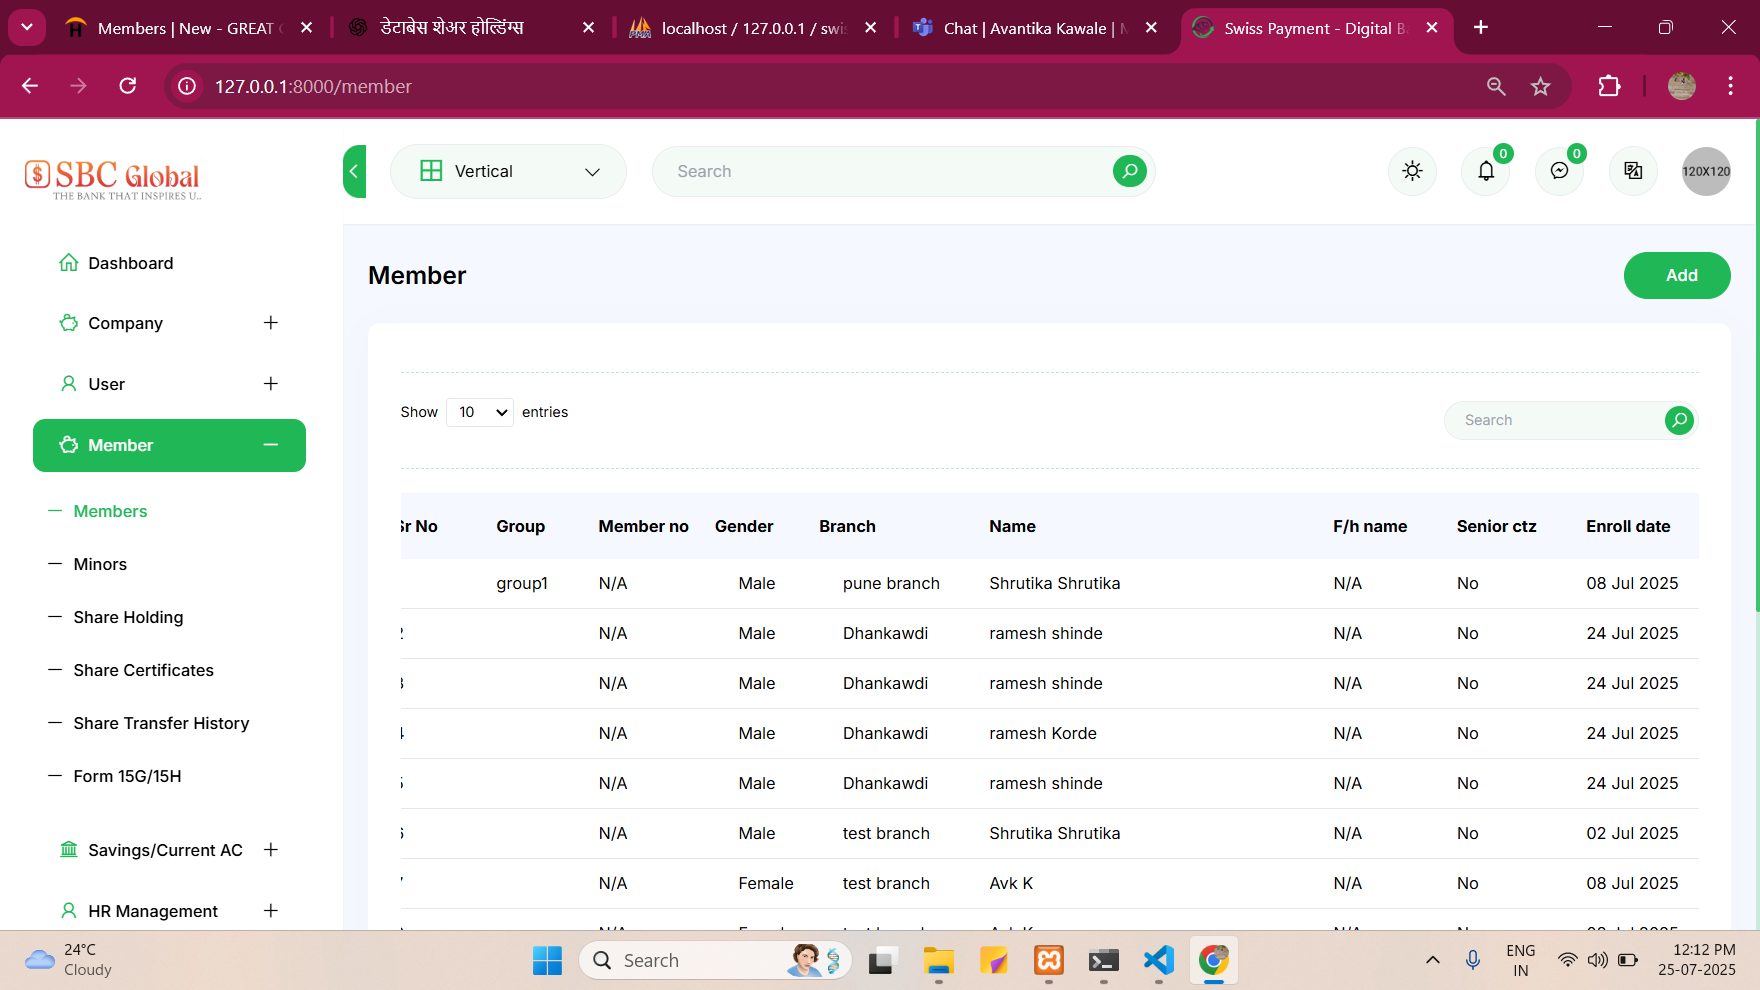 Members | New - GREAT
डेटाबेस शेअर होल्डिंग्स
localhost / 127.0.0.1 / swis
Chat | Avantika Kawale |
Swiss Payment - Digital Ba
127.0.0.1:8000/member
SBC Global
THE BANK THAT INSPIRES U..
Vertical
Search
0
0
120X120
Dashboard
Company
User
Member
Members
Minors
Share Holding
Share Certificates
Share Transfer History
Form 15G/15H
Savings/Current AC
HR Management
Member
Add
Show 10 entries
Search
Sr No Group Member no Gender Branch Name F/h name Senior ctz Enroll date
group1 N/A Male pune branch Shrutika Shrutika N/A No 08 Jul 2025
2 N/A Male Dhankawdi ramesh shinde N/A No 24 Jul 2025
3 N/A Male Dhankawdi ramesh shinde N/A No 24 Jul 2025
4 N/A Male Dhankawdi ramesh Korde N/A No 24 Jul 2025
5 N/A Male Dhankawdi ramesh shinde N/A No 24 Jul 2025
6 N/A Male test branch Shrutika Shrutika N/A No 02 Jul 2025
7 N/A Female test branch Avk K N/A No 08 Jul 2025
24°C
Cloudy
Search
ENG
IN
12:12 PM
25-07-2025